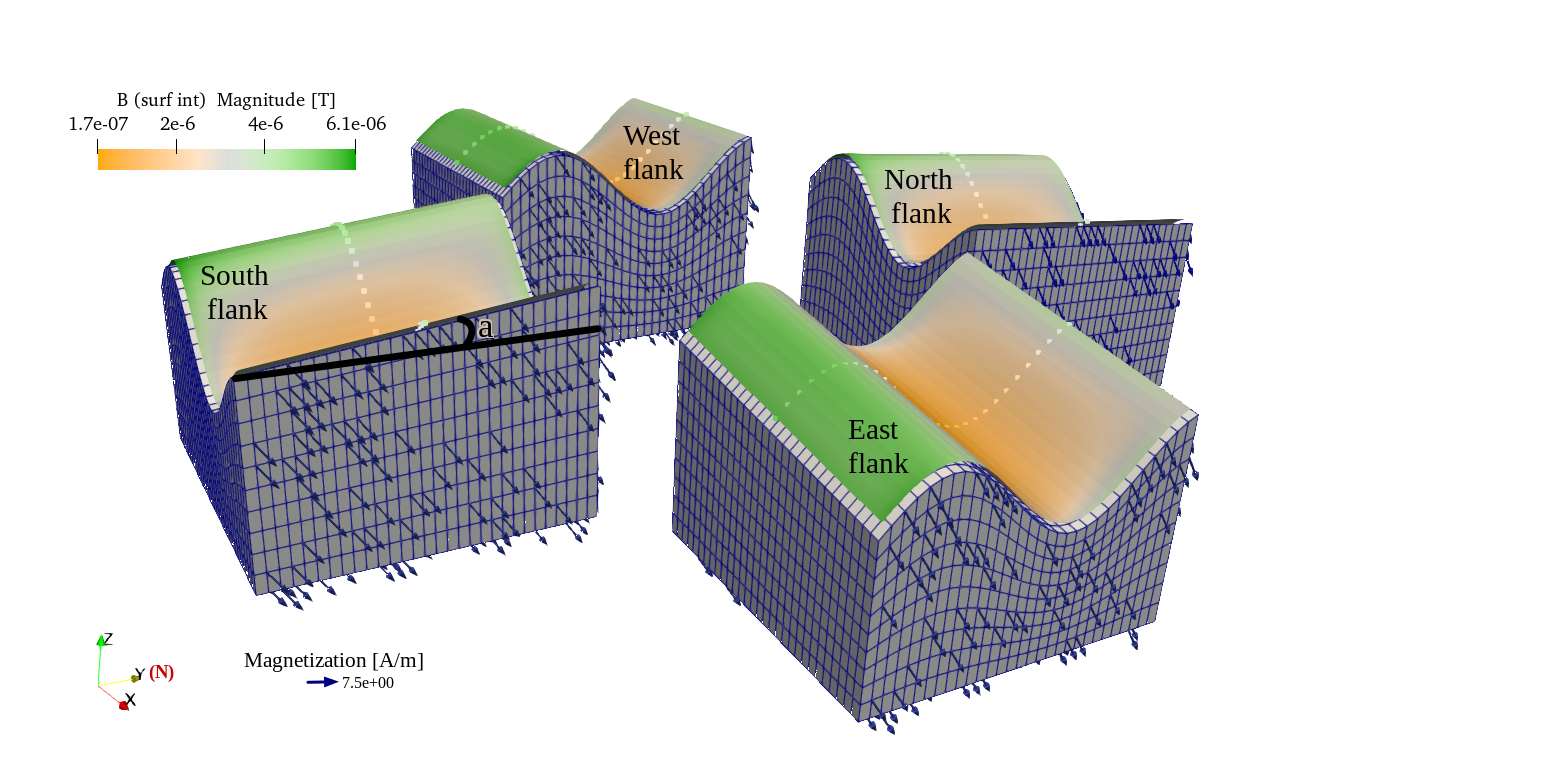 B (surf int)  Magnitude [T]
1.7e-07 2e-6 4e-6 6.1e-06
West
flank
North
flank
South
flank
a
East
flank
Z
Y (N)
X
Magnetization [A/m]
7.5e+00